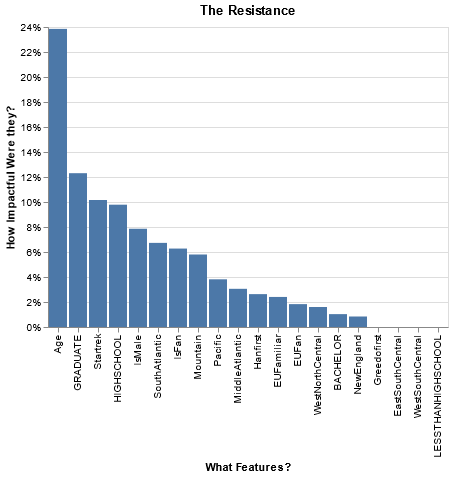 The Resistance
How Impactful Were they?
24%
22%
20%
18%
16%
14%
12%
10%
8%
6%
4%
2%
0%
Age
GRADUATE
Startrek
HIGHSCHOOL
IsMale
SouthAtlantic
IsFan
Mountain
Pacific
MiddleAtlantic
Hanfirst
EUFamiliar
EUFan
WestNorthCentral
BACHELOR
NewEngland
Greedofirst
EastSouthCentral
WestSouthCentral
LESSTHANHIGHSCHOOL
What Features?